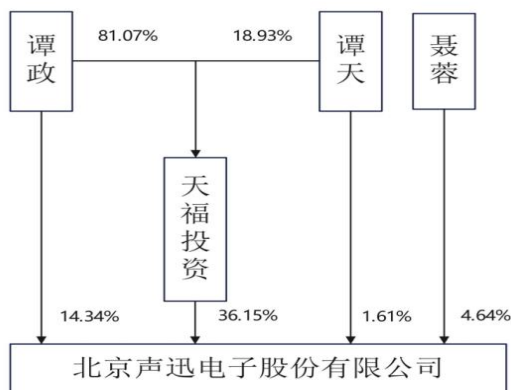 谭政
81.07%
18.93%
谭天
聂蓉
天福投资
14.34%
36.15%
1.61%
4.64%
北京声迅电子股份有限公司